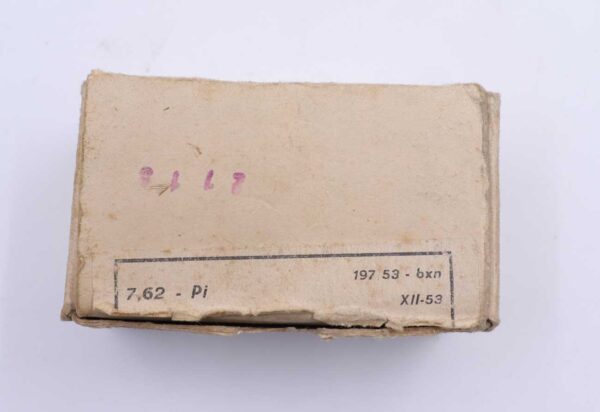 197 53 - bxn
7,62 - Pi
XII-53